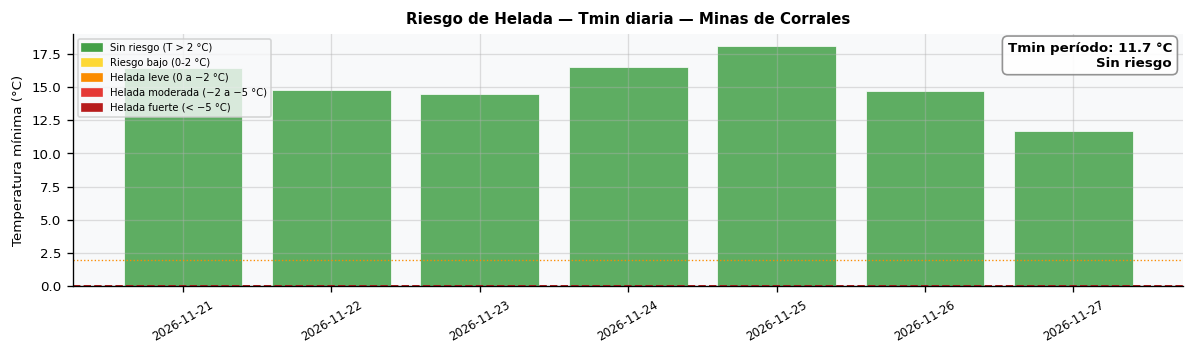 Riesgo de Helada — Tmin diaria — Minas de Corrales
Sin riesgo (T > 2 °C)
Riesgo bajo (0-2 °C)
Helada leve (0 a −2 °C)
Helada moderada (−2 a −5 °C)
Helada fuerte (< −5 °C)
Tmin período: 11.7 °C
Sin riesgo
Temperatura mínima (°C)
17.5
15.0
12.5
10.0
7.5
5.0
2.5
0.0
2026-11-21
2026-11-22
2026-11-23
2026-11-24
2026-11-25
2026-11-26
2026-11-27